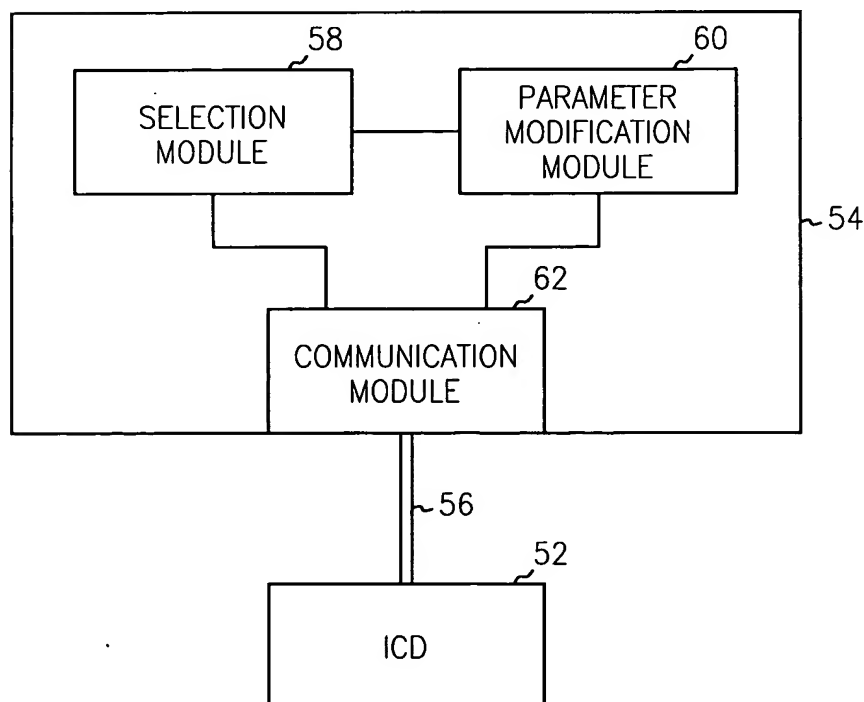 58
60
SELECTION
MODULE
PARAMETER
MODIFICATION
MODULE
54
62
COMMUNICATION
MODULE
56
52
ICD